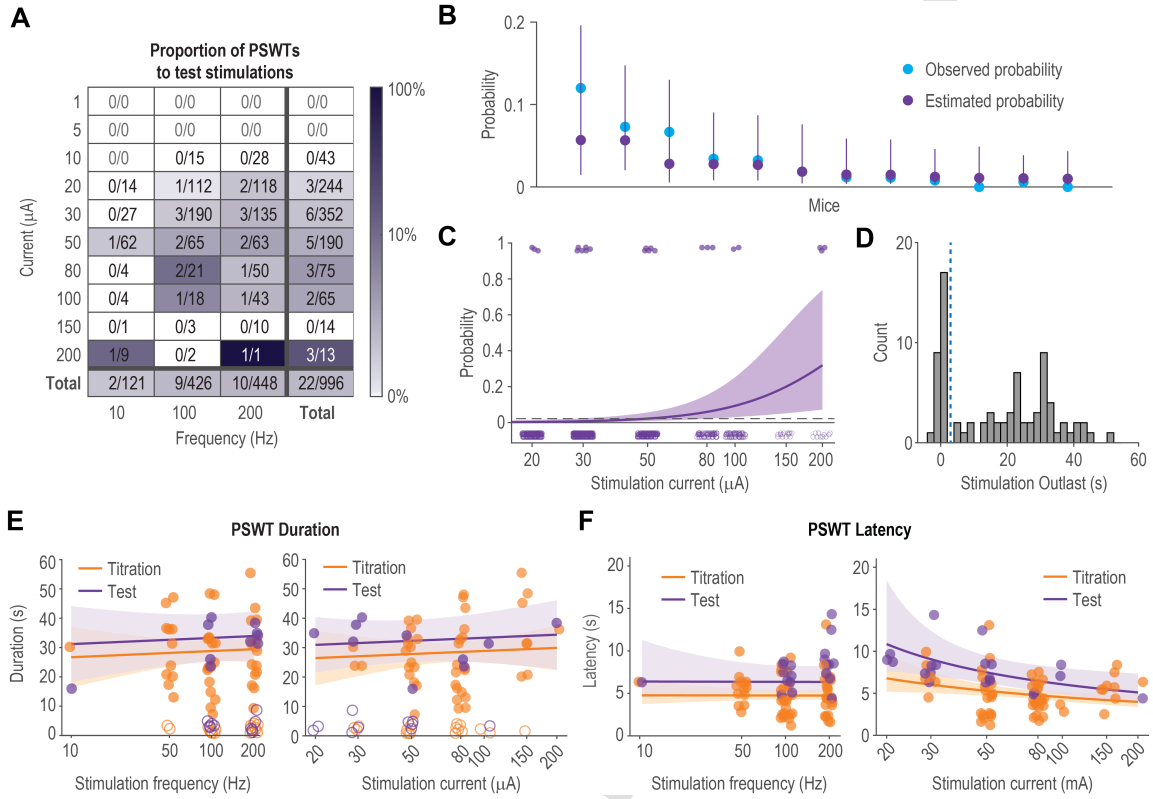 A
Proportion of PSWTs
to test stimulations
1 0/0 0/0 0/0 0/0
5 0/0 0/0 0/0 0/0
10 0/0 0/15 0/28 0/43
20 0/14 1/112 2/118 3/244
30 0/27 3/190 3/135 6/352
50 1/62 2/65 2/63 5/190
80 0/4 2/21 1/50 3/75
100 0/4 1/18 1/43 2/65
150 0/1 0/3 0/10 0/14
200 1/9 0/2 1/1 3/13
Total 2/121 9/426 10/448 22/996
10 100 200 Total
Frequency (Hz)
Current (µA)
100%
10%
0%
B
0.2
0.1
0
Probability
Mice
Observed probability
Estimated probability
C
1
0.8
0.6
0.4
0.2
0
Probability
20 30 50 80 100 150 200
Stimulation current (µA)
D
20
10
0
Count
0 20 40 60
Stimulation Outlast (s)
E
PSWT Duration
60
50
40
30
20
10
0
Duration (s)
Titration
Test
10 50 100 200
Stimulation frequency (Hz)
60
50
40
30
20
10
0
Titration
Test
20 30 50 80 100 200
Stimulation current (µA)
F
PSWT Latency
20
15
10
5
0
Latency (s)
Titration
Test
10 50 100 200
Stimulation frequency (Hz)
20
15
10
5
0
Titration
Test
20 30 50 80 100 150 200
Stimulation current (mA)